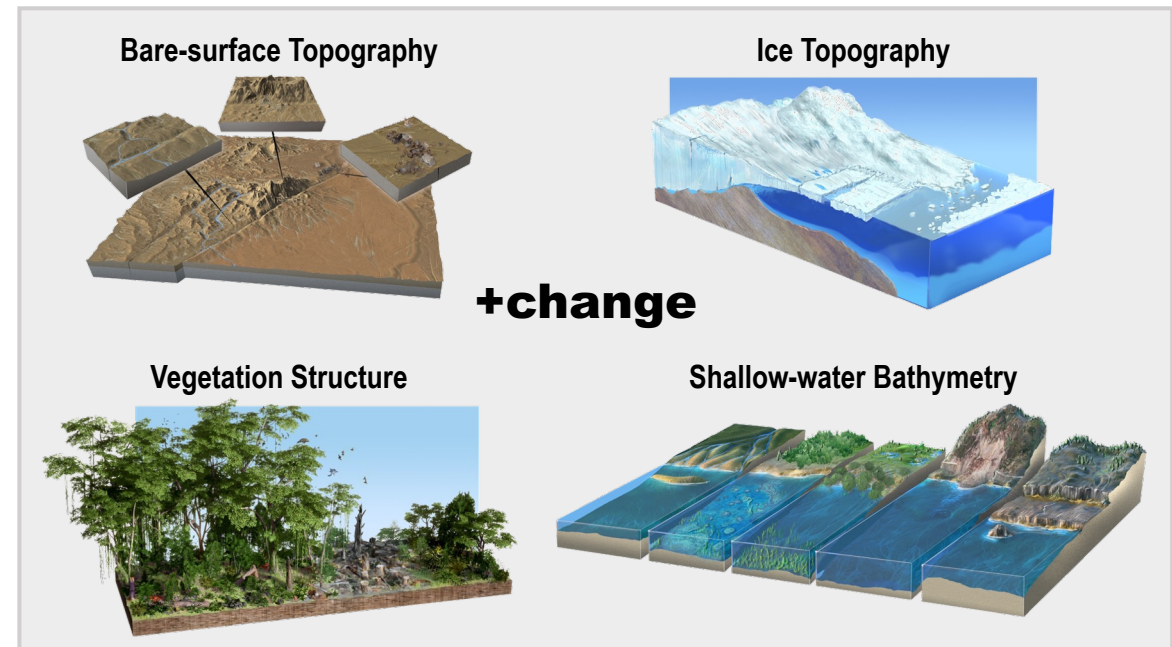 Bare-surface Topography
Ice Topography
+change
Vegetation Structure
Shallow-water Bathymetry